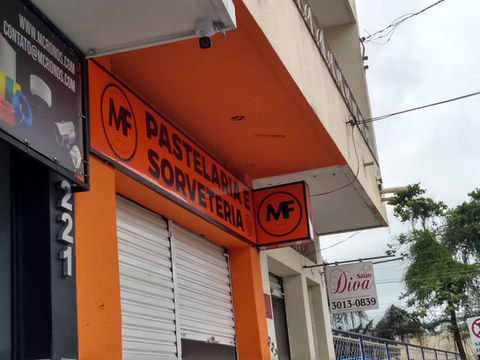 WWW.MCRONOS.COM
CONTATO@MCRONOS.COM
221
MF
PASTELARIA E
SORVETERIA
MF
Salão
Diva
3013-0839